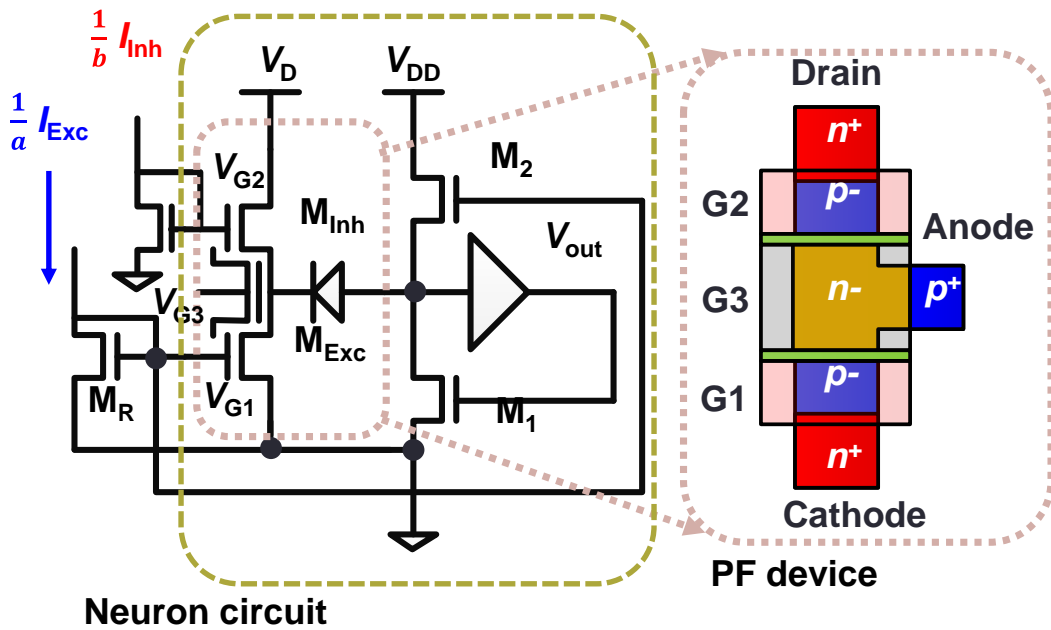 1/b I_Inh
1/a I_Exc
V_D
V_DD
V_G2
M_Inh
M_2
V_out
V_G3
M_Exc
M_R
V_G1
M_1
Neuron circuit
Drain
n+
G2
p-
Anode
G3
n-
p+
G1
p-
n+
Cathode
PF device